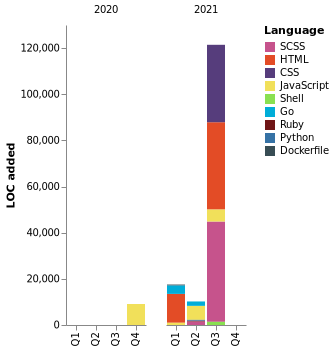 2020 2021
Language
SCSS
HTML
CSS
JavaScript
Shell
Go
Ruby
Python
Dockerfile
LOC added
120,000
100,000
80,000
60,000
40,000
20,000
0
Q1 Q2 Q3 Q4 Q1 Q2 Q3 Q4